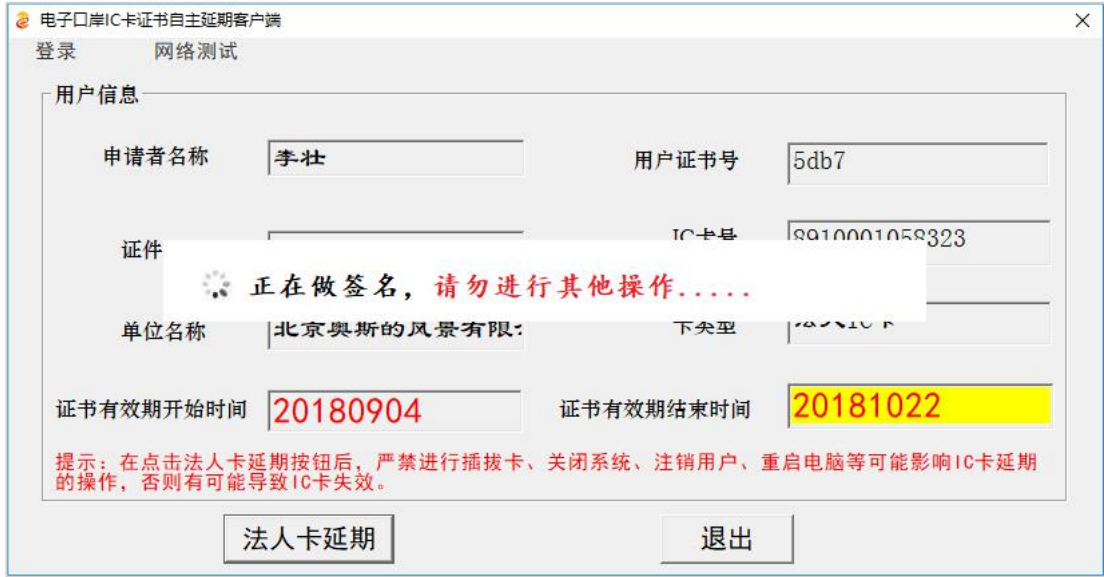 电子口岸IC卡证书自主延期客户端
登录 网络测试
用户信息
申请者名称 李壮 用户证书号 5db7
证件 IC卡号 8910001058323
正在做签名，请勿进行其他操作.....
单位名称 北京奥斯的风景有限 卡类型 法人IC卡
证书有效期开始时间 20180904 证书有效期结束时间 20181022
提示：在点击法人卡延期按钮后，严禁进行插拔卡、关闭系统、注销用户、重启电脑等可能影响IC卡延期
的操作，否则有可能导致IC卡失效。
法人卡延期 退出